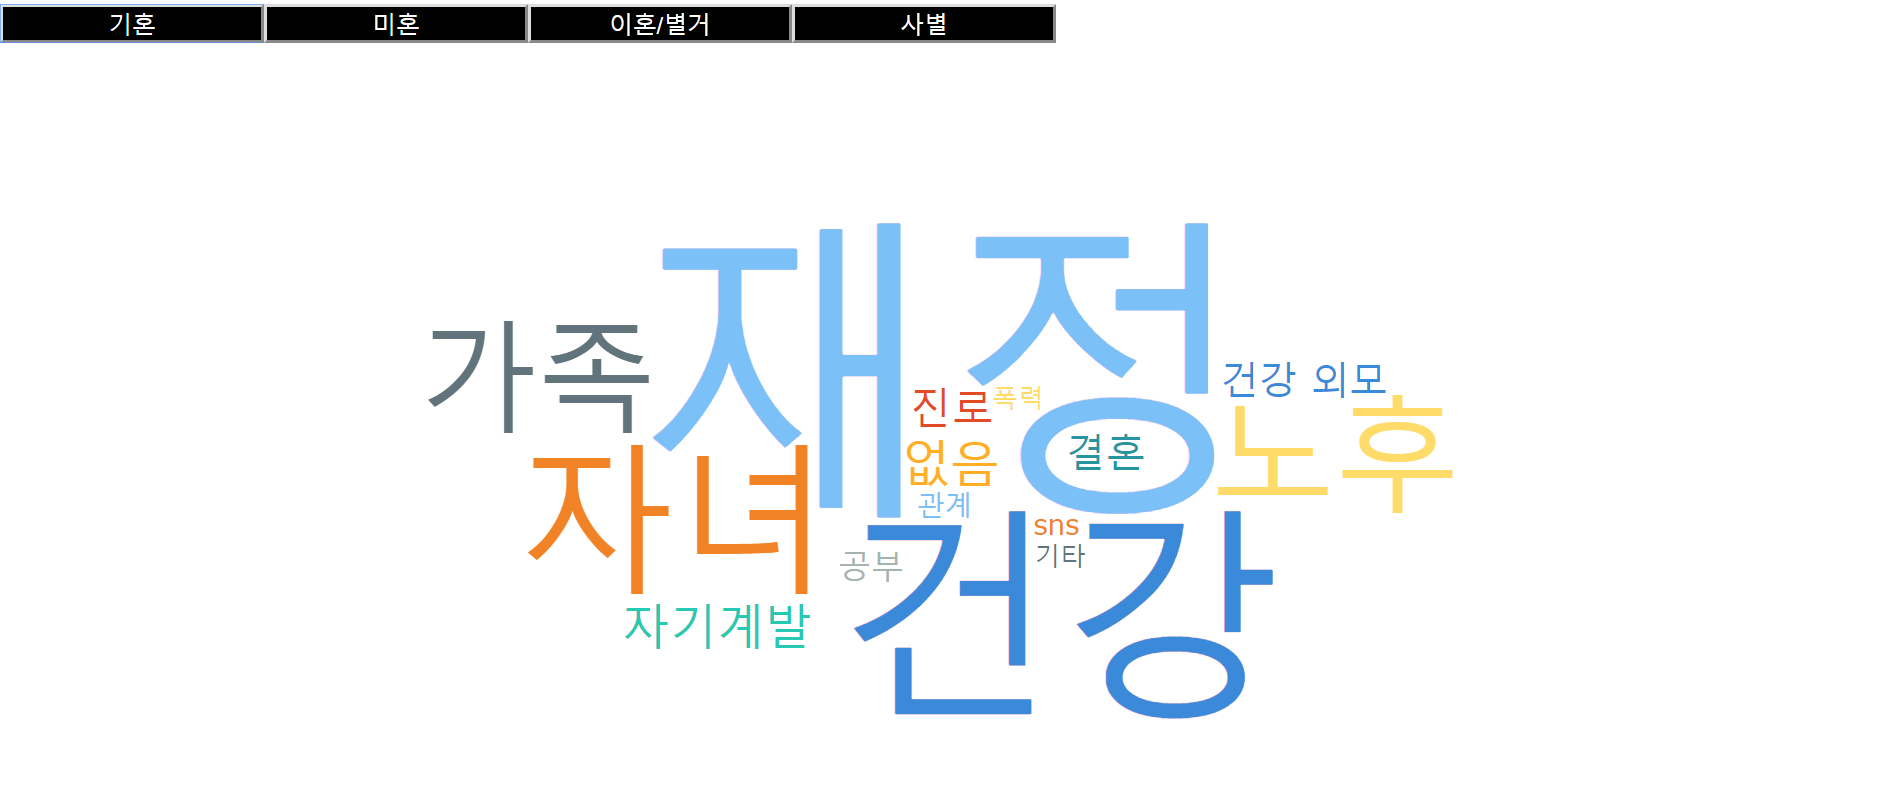 기혼
미혼
이혼/별거
사별
재정
가족
건강 외모
진로
폭력
노후
없음
결혼
자녀
관계
sns
건강
기타
공부
자기계발